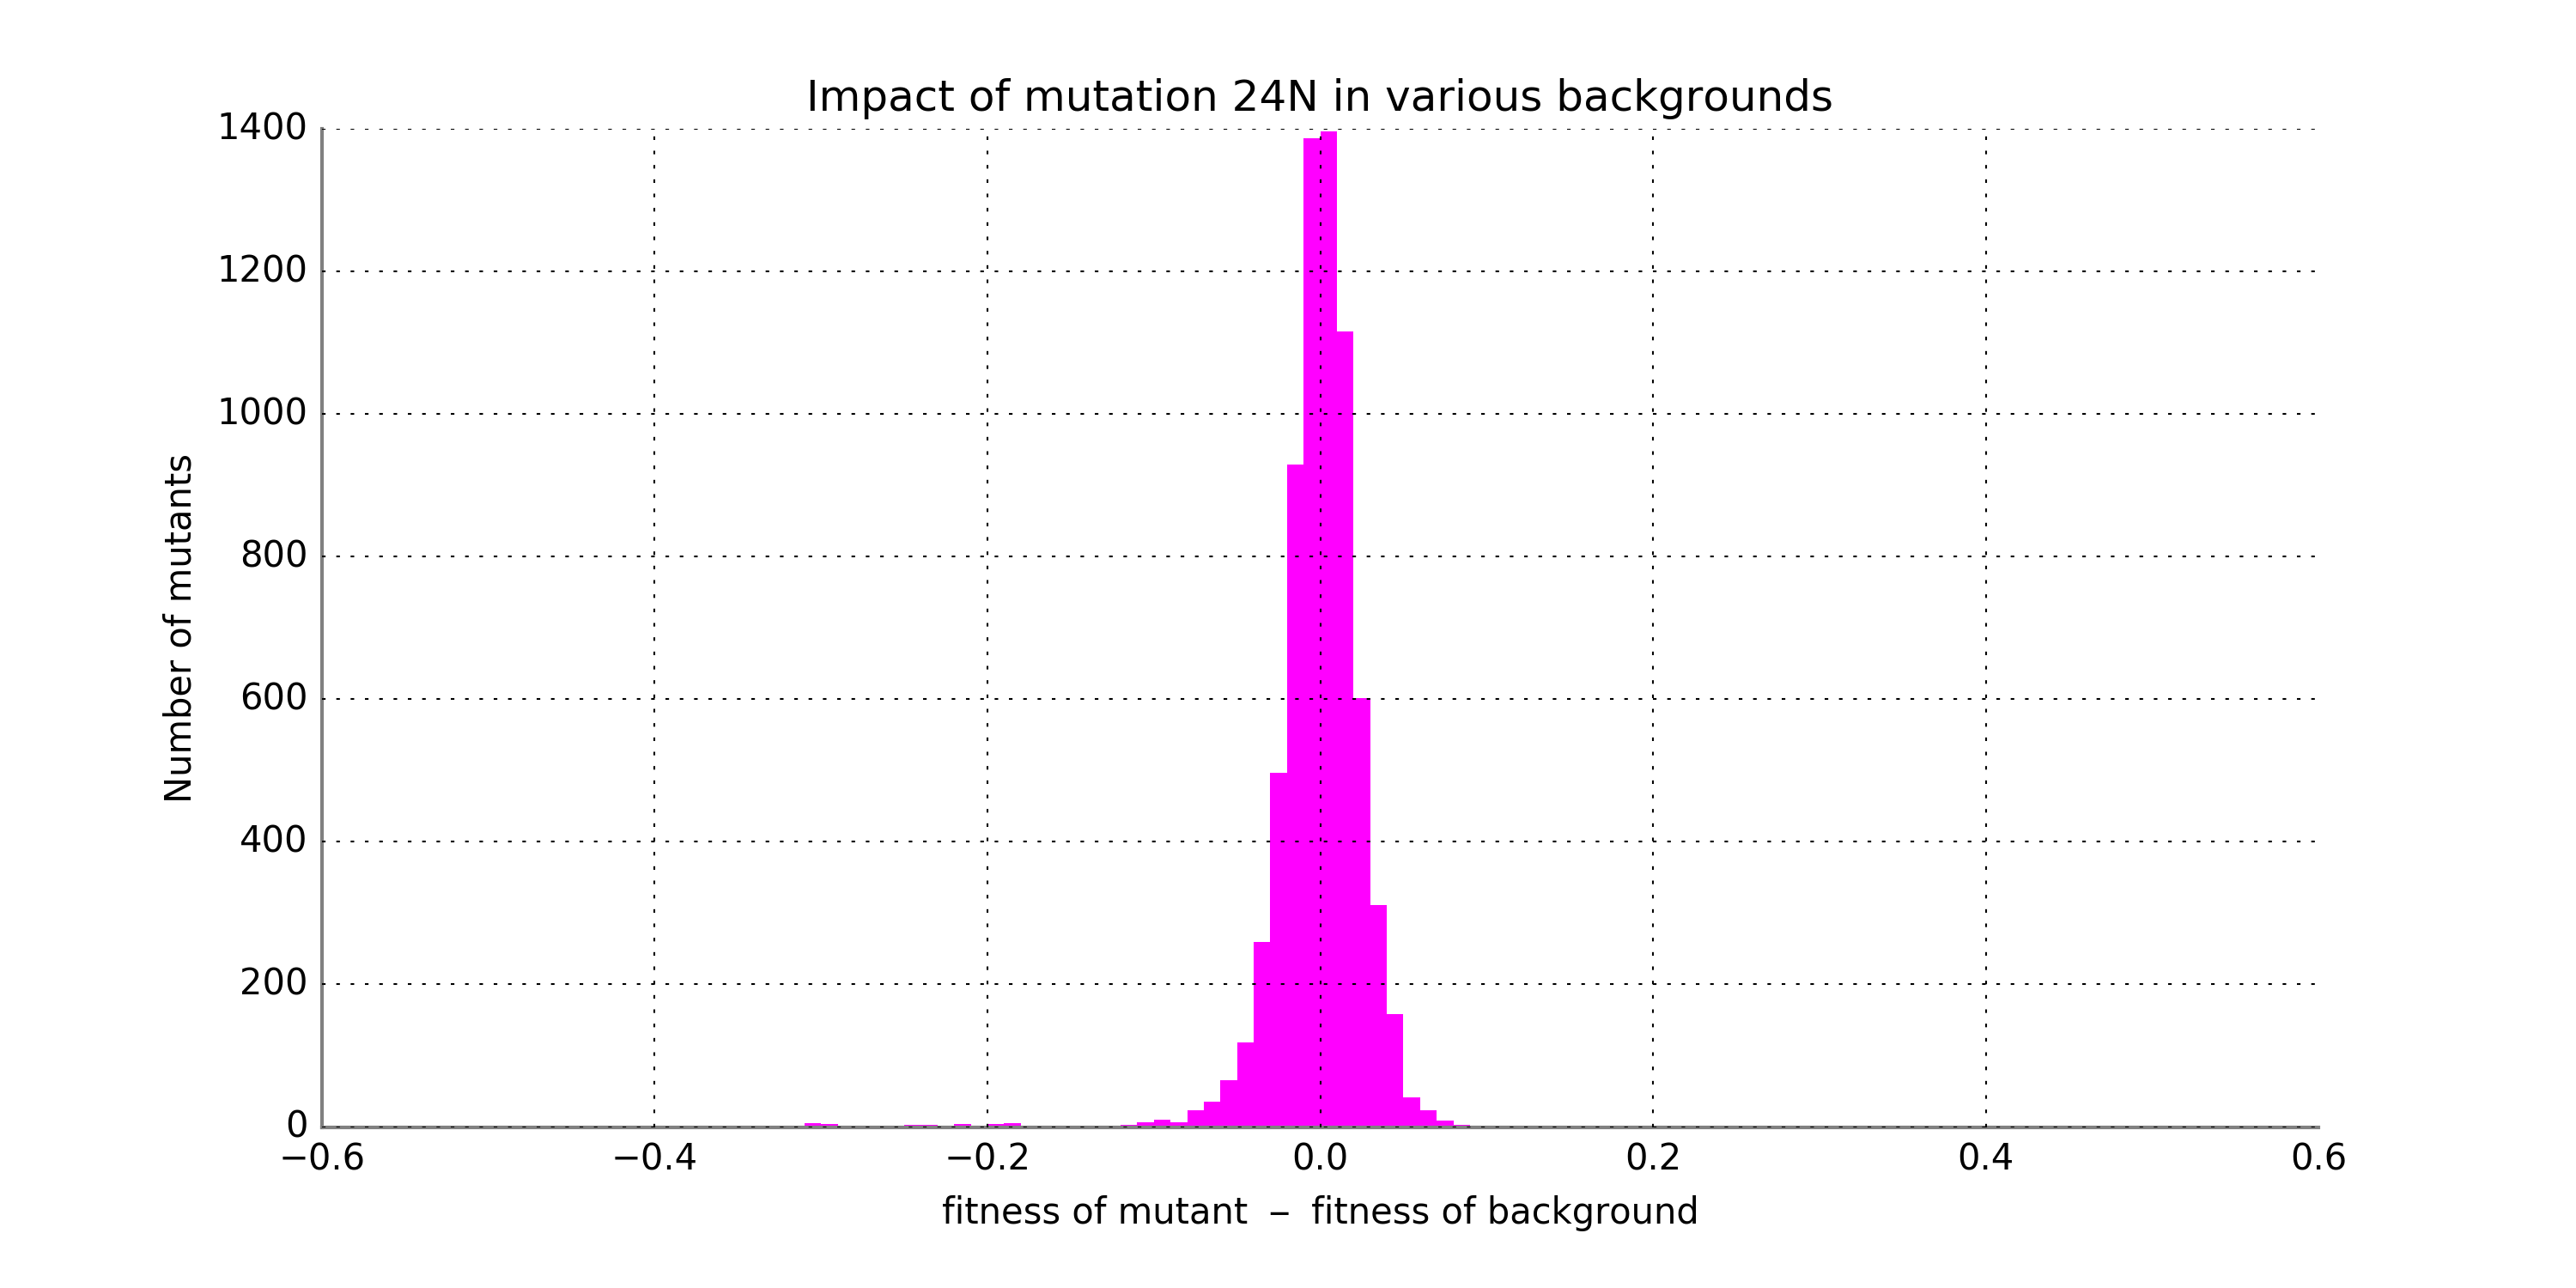 Impact of mutation 24N in various backgrounds
1400
1200
1000
800
600
400
200
0
Number of mutants
−0.6 −0.4 −0.2 0.0 0.2 0.4 0.6
fitness of mutant − fitness of background